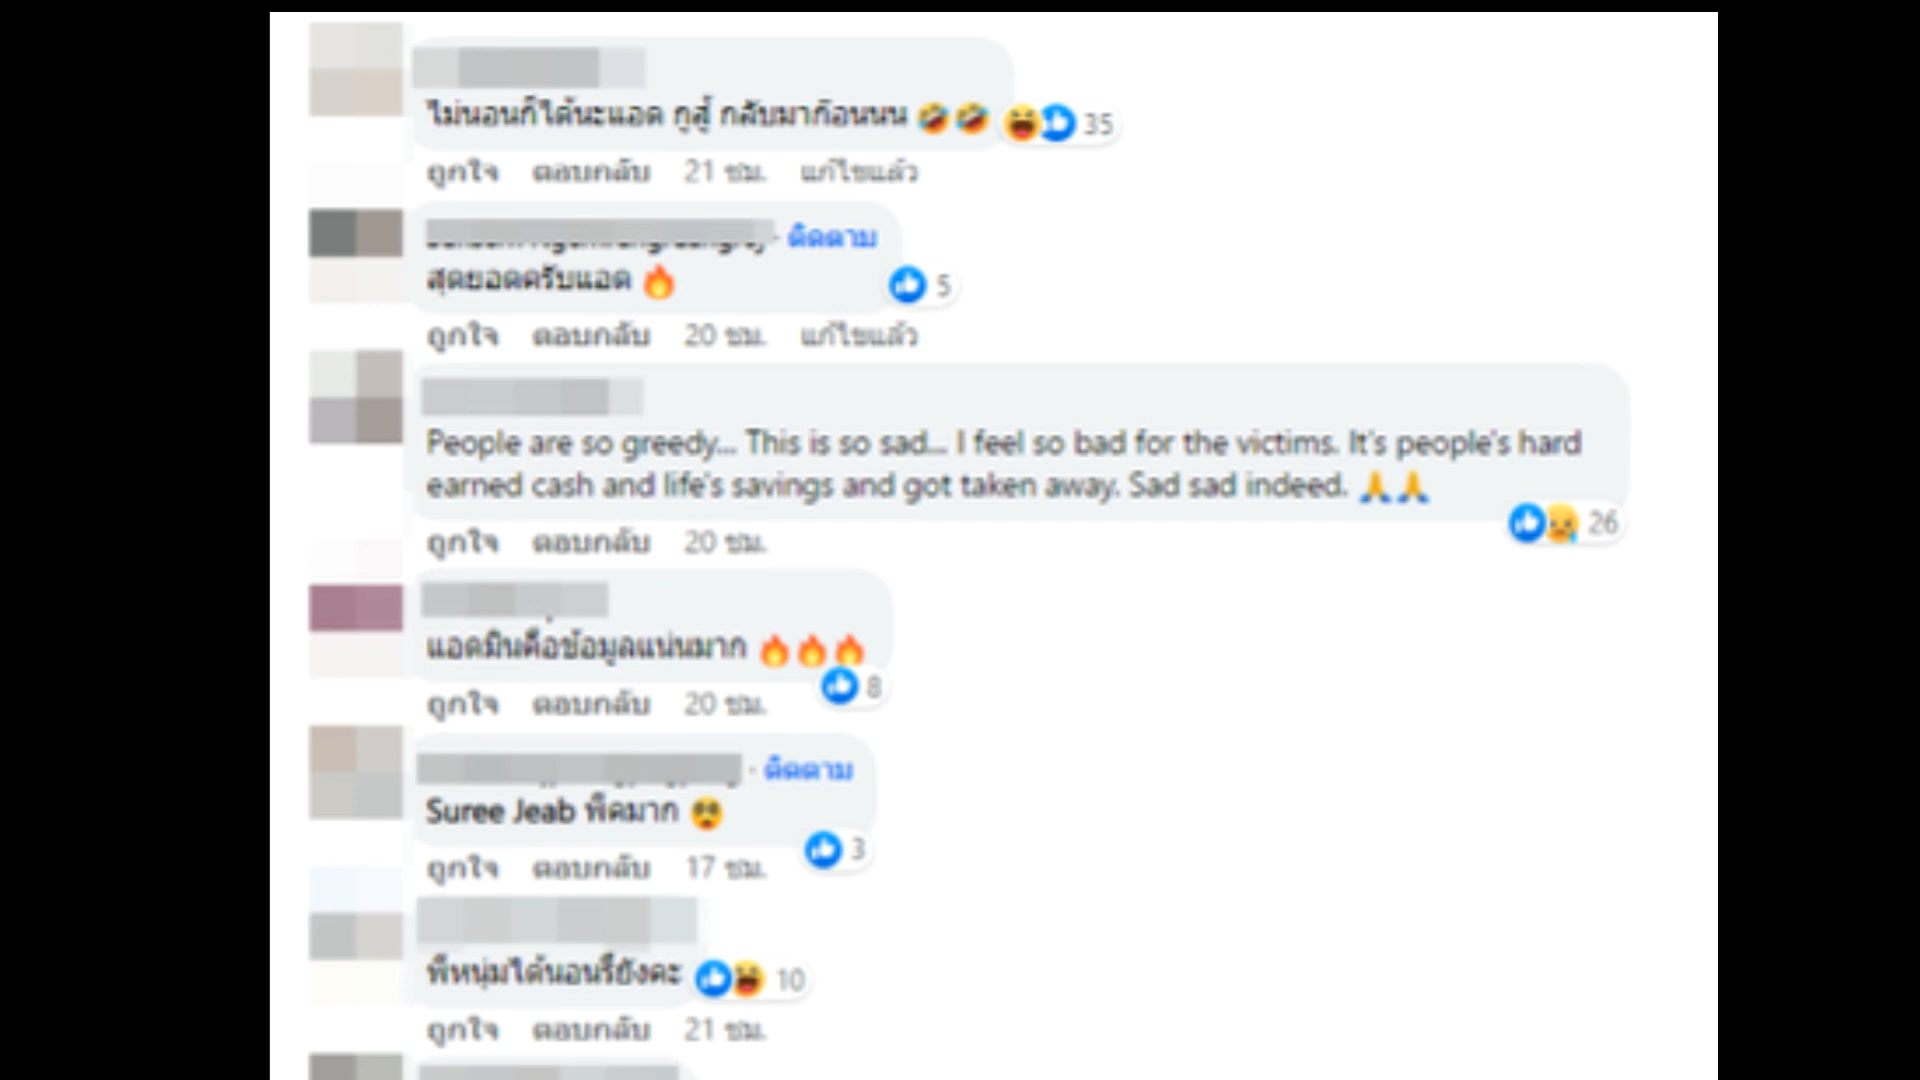 ไม่นอนก็ได้นะแอด กูสู้ กลับมาก๊อนนน 🤣🤣 35
ถูกใจ ตอบกลับ 21 ชม. แก้ไขแล้ว
ติดตาม
สุดยอดครับแอด 🔥 5
ถูกใจ ตอบกลับ 20 ชม. แก้ไขแล้ว
People are so greedy... This is so sad... I feel so bad for the victims. It's people's hard
earned cash and life's savings and got taken away. Sad sad indeed. 🙏🙏
26
ถูกใจ ตอบกลับ 20 ชม.
แอดมินคือข้อมูลแน่นมาก 🔥🔥🔥
8
ถูกใจ ตอบกลับ 20 ชม.
· ติดตาม
Suree Jeab พีคมาก 🥺
3
ถูกใจ ตอบกลับ 17 ชม.
พี่หนุ่มได้นอนรึยังคะ 10
ถูกใจ ตอบกลับ 21 ชม.